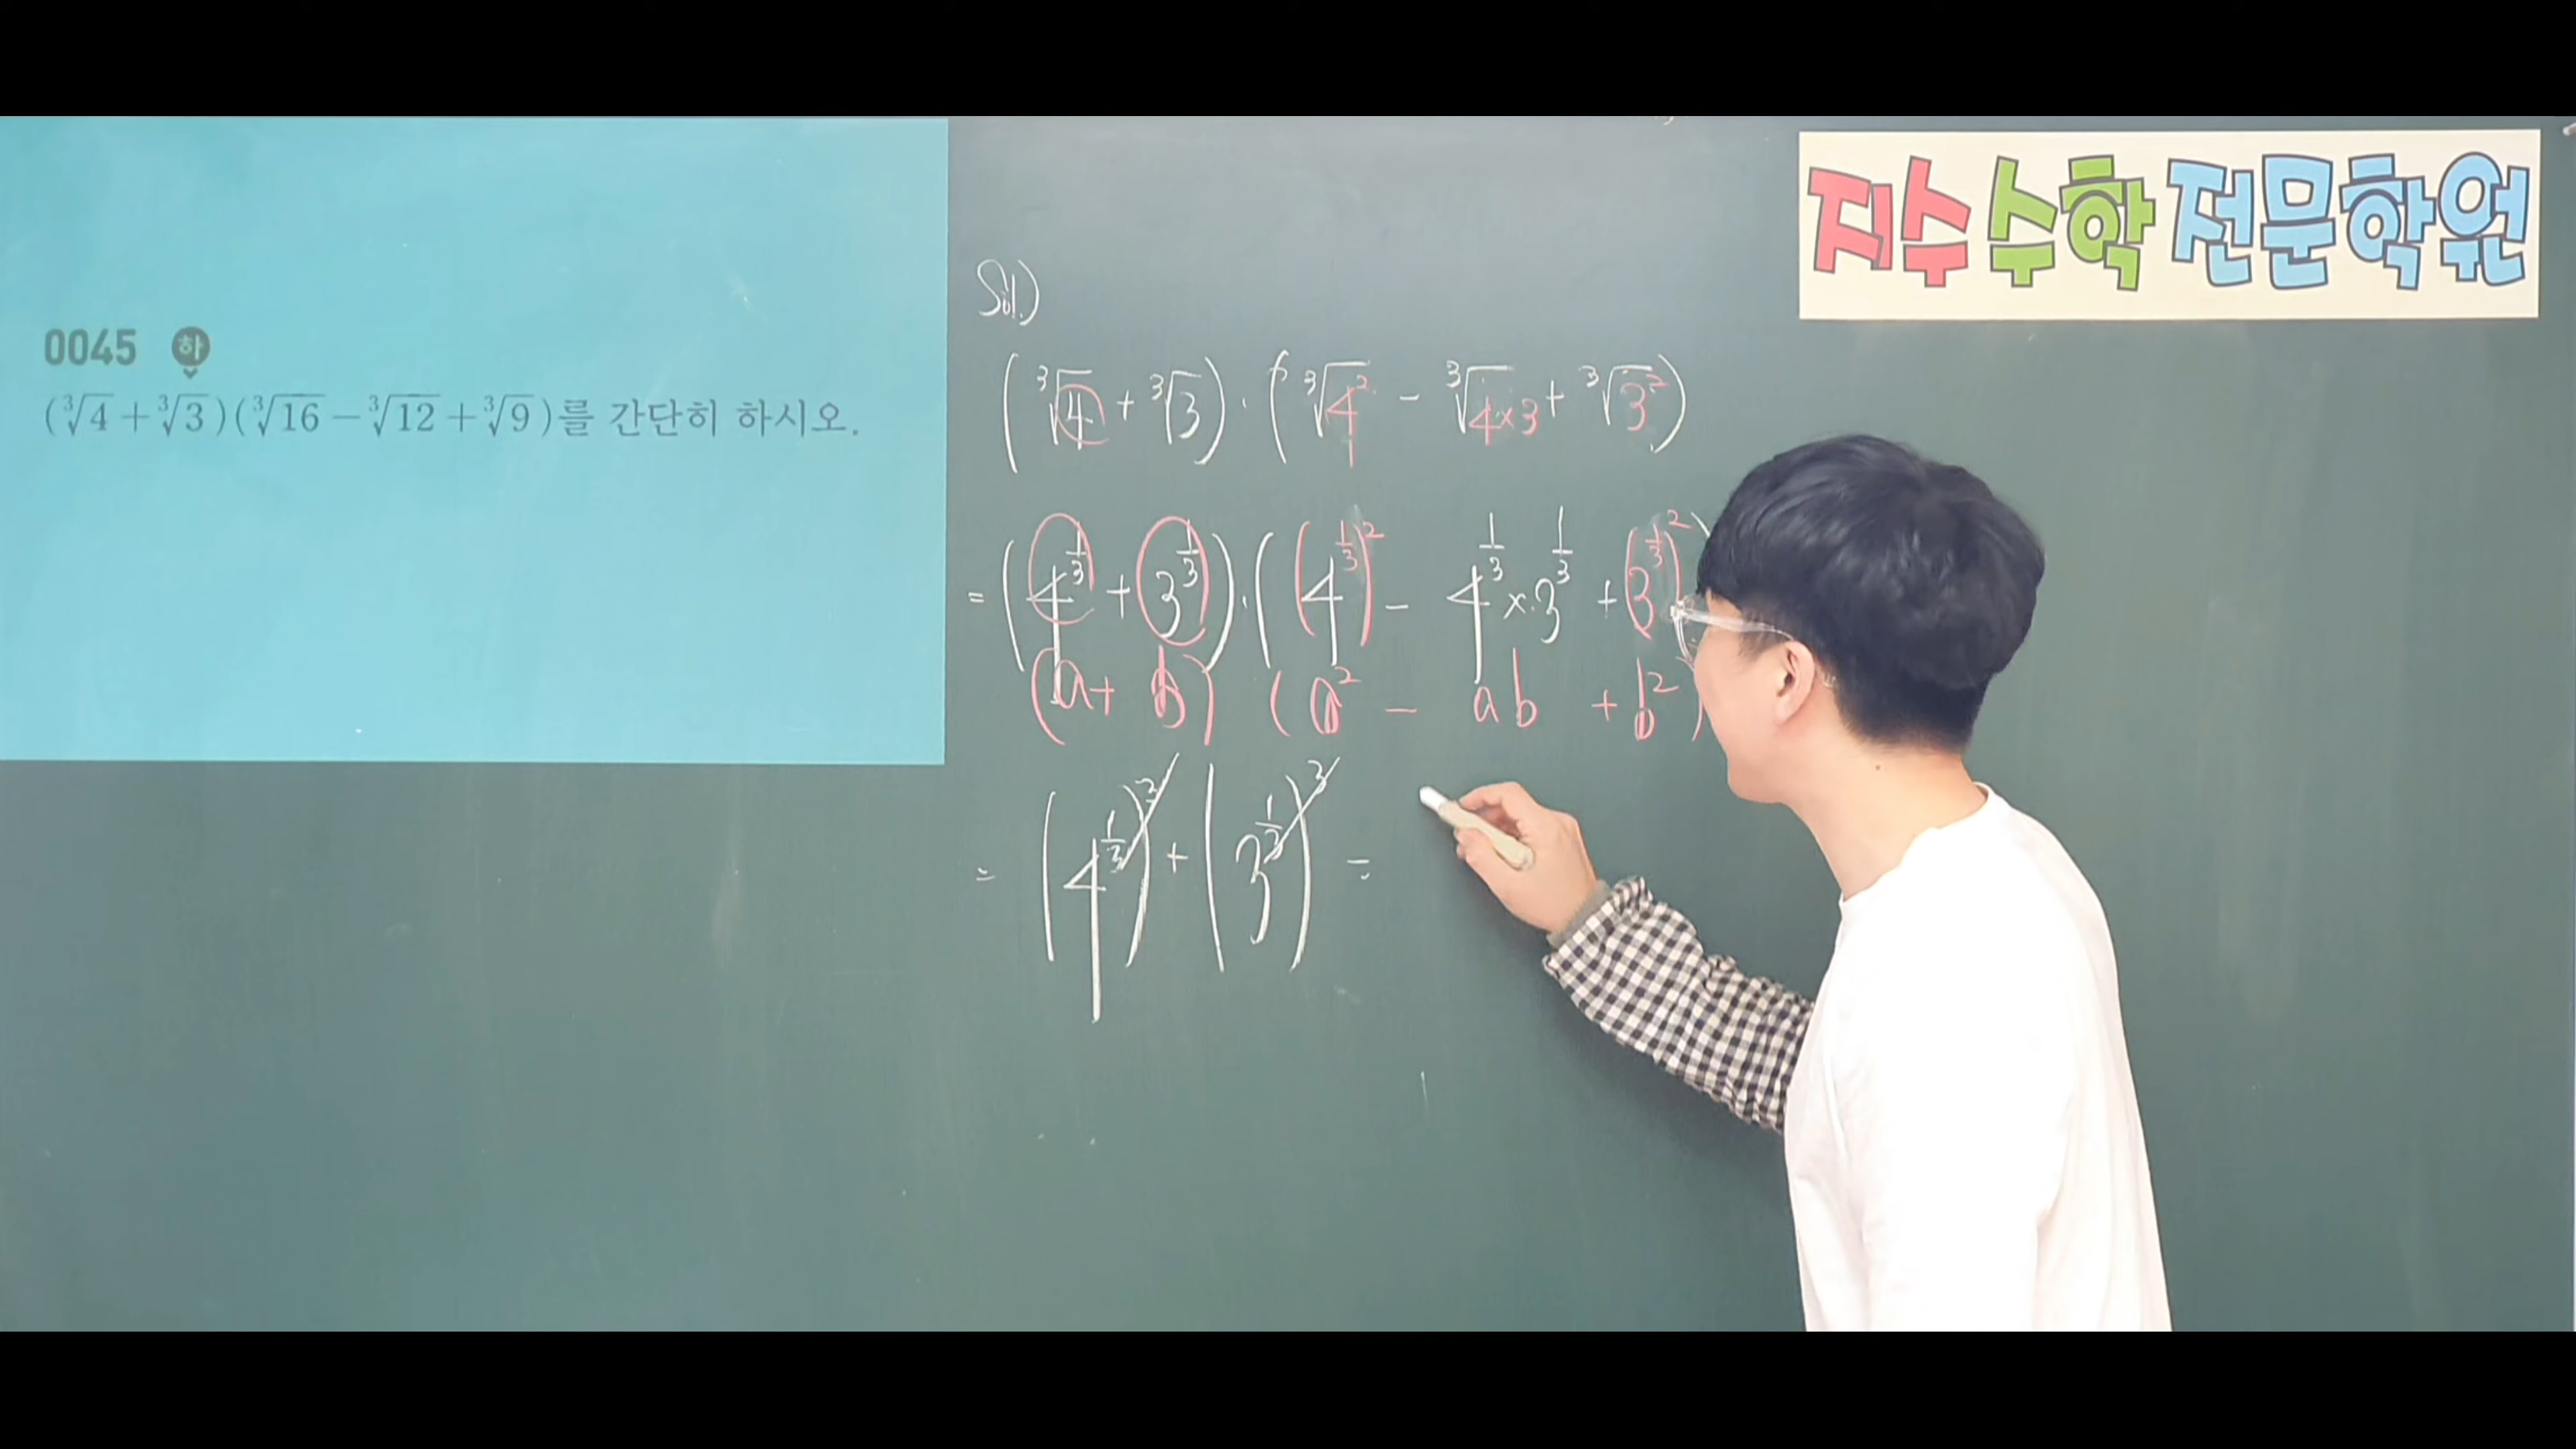 지수수학전문학원
0045 하
(∛4+∛3)(∛16−∛12+∛9)를 간단히 하시오.
Sol.)
(∛4 + ∛3)·(∛4² − ∛4×3 + ∛3²)
= (4^(1/3) + 3^(1/3))·((4^(1/3))² − 4^(1/3) × 3^(1/3) + (3^(1/3))²)
(a+b) (a² − ab + b²)
= (4^(1/3))³ + (3^(1/3))³ =